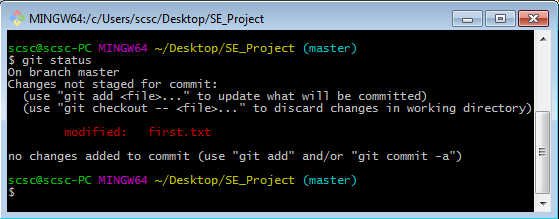 MINGW64:/c/Users/scsc/Desktop/SE_Project
scsc@scsc-PC MINGW64 ~/Desktop/SE_Project (master)
$ git status
On branch master
Changes not staged for commit:
  (use "git add <file>..." to update what will be committed)
  (use "git checkout -- <file>..." to discard changes in working directory)
        modified:   first.txt
no changes added to commit (use "git add" and/or "git commit -a")
scsc@scsc-PC MINGW64 ~/Desktop/SE_Project (master)
$